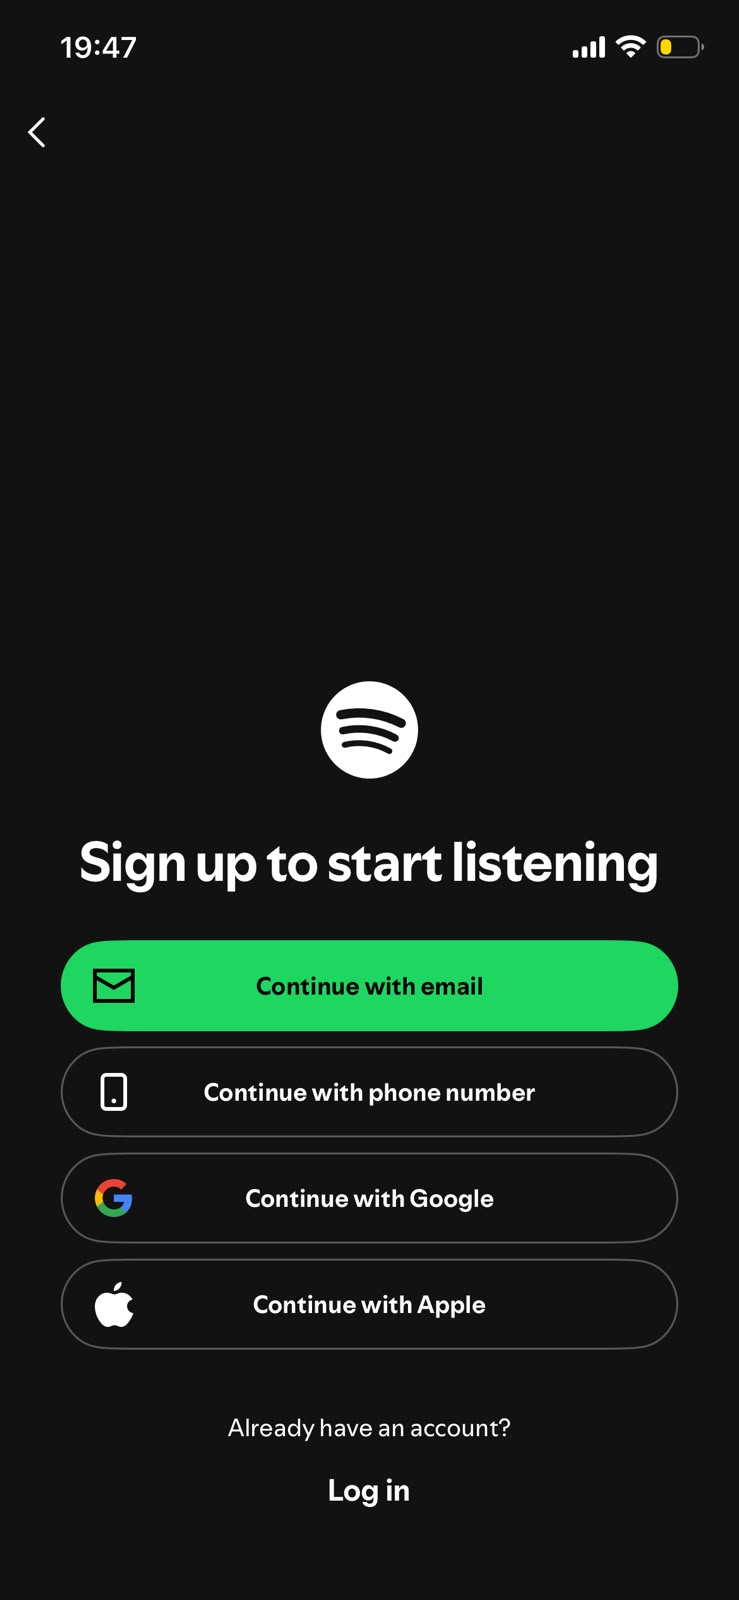 19:47
Sign up to start listening
Continue with email
Continue with phone number
Continue with Google
Continue with Apple
Already have an account?
Log in